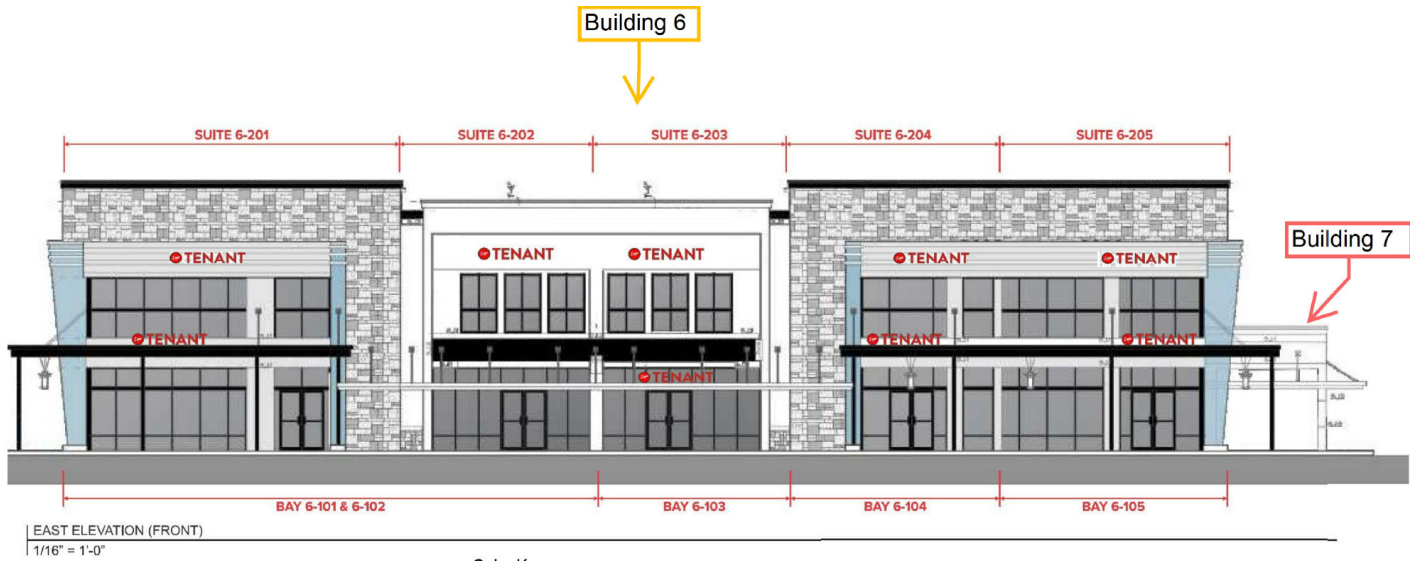 Building 6
SUITE 6-201
SUITE 6-202
SUITE 6-203
SUITE 6-204
SUITE 6-205
Building 7
TENANT
TENANT
TENANT
TENANT
TENANT
TENANT
TENANT
TENANT
TENANT
BAY 6-101 & 6-102
BAY 6-103
BAY 6-104
BAY 6-105
EAST ELEVATION (FRONT)
1/16" = 1'-0"